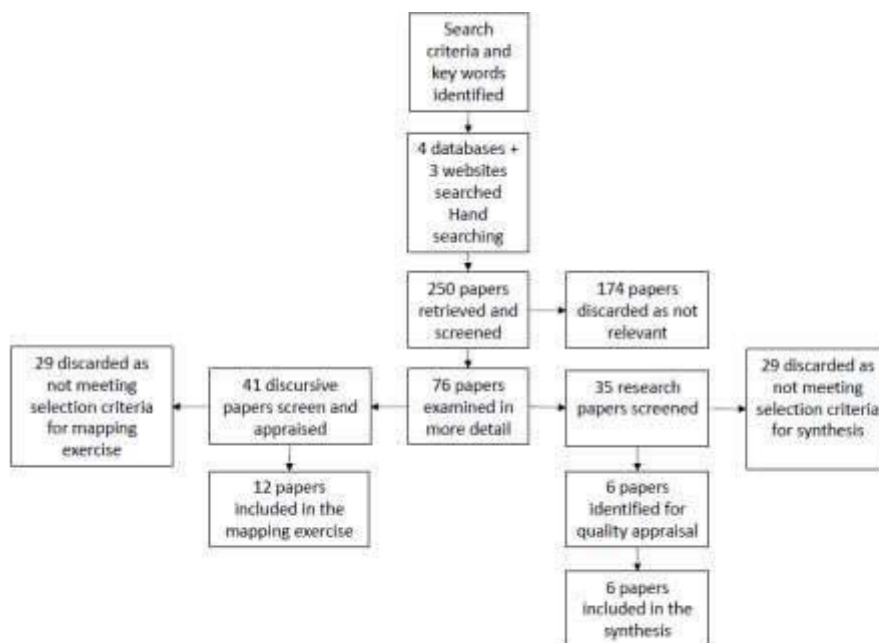 Search
criteria and
key words
identified
4 databases +
3 websites
searched
Hand
searching
250 papers
retrieved and
screened
174 papers
discarded as not
relevant
29 discarded as
not meeting
selection criteria
for mapping
exercise
41 discursive
papers screen and
appraised
76 papers
examined in
more detail
35 research
papers screened
29 discarded as
not meeting
selection criteria
for synthesis
12 papers
included in the
mapping exercise
6 papers
identified for
quality appraisal
6 papers
included in the
synthesis